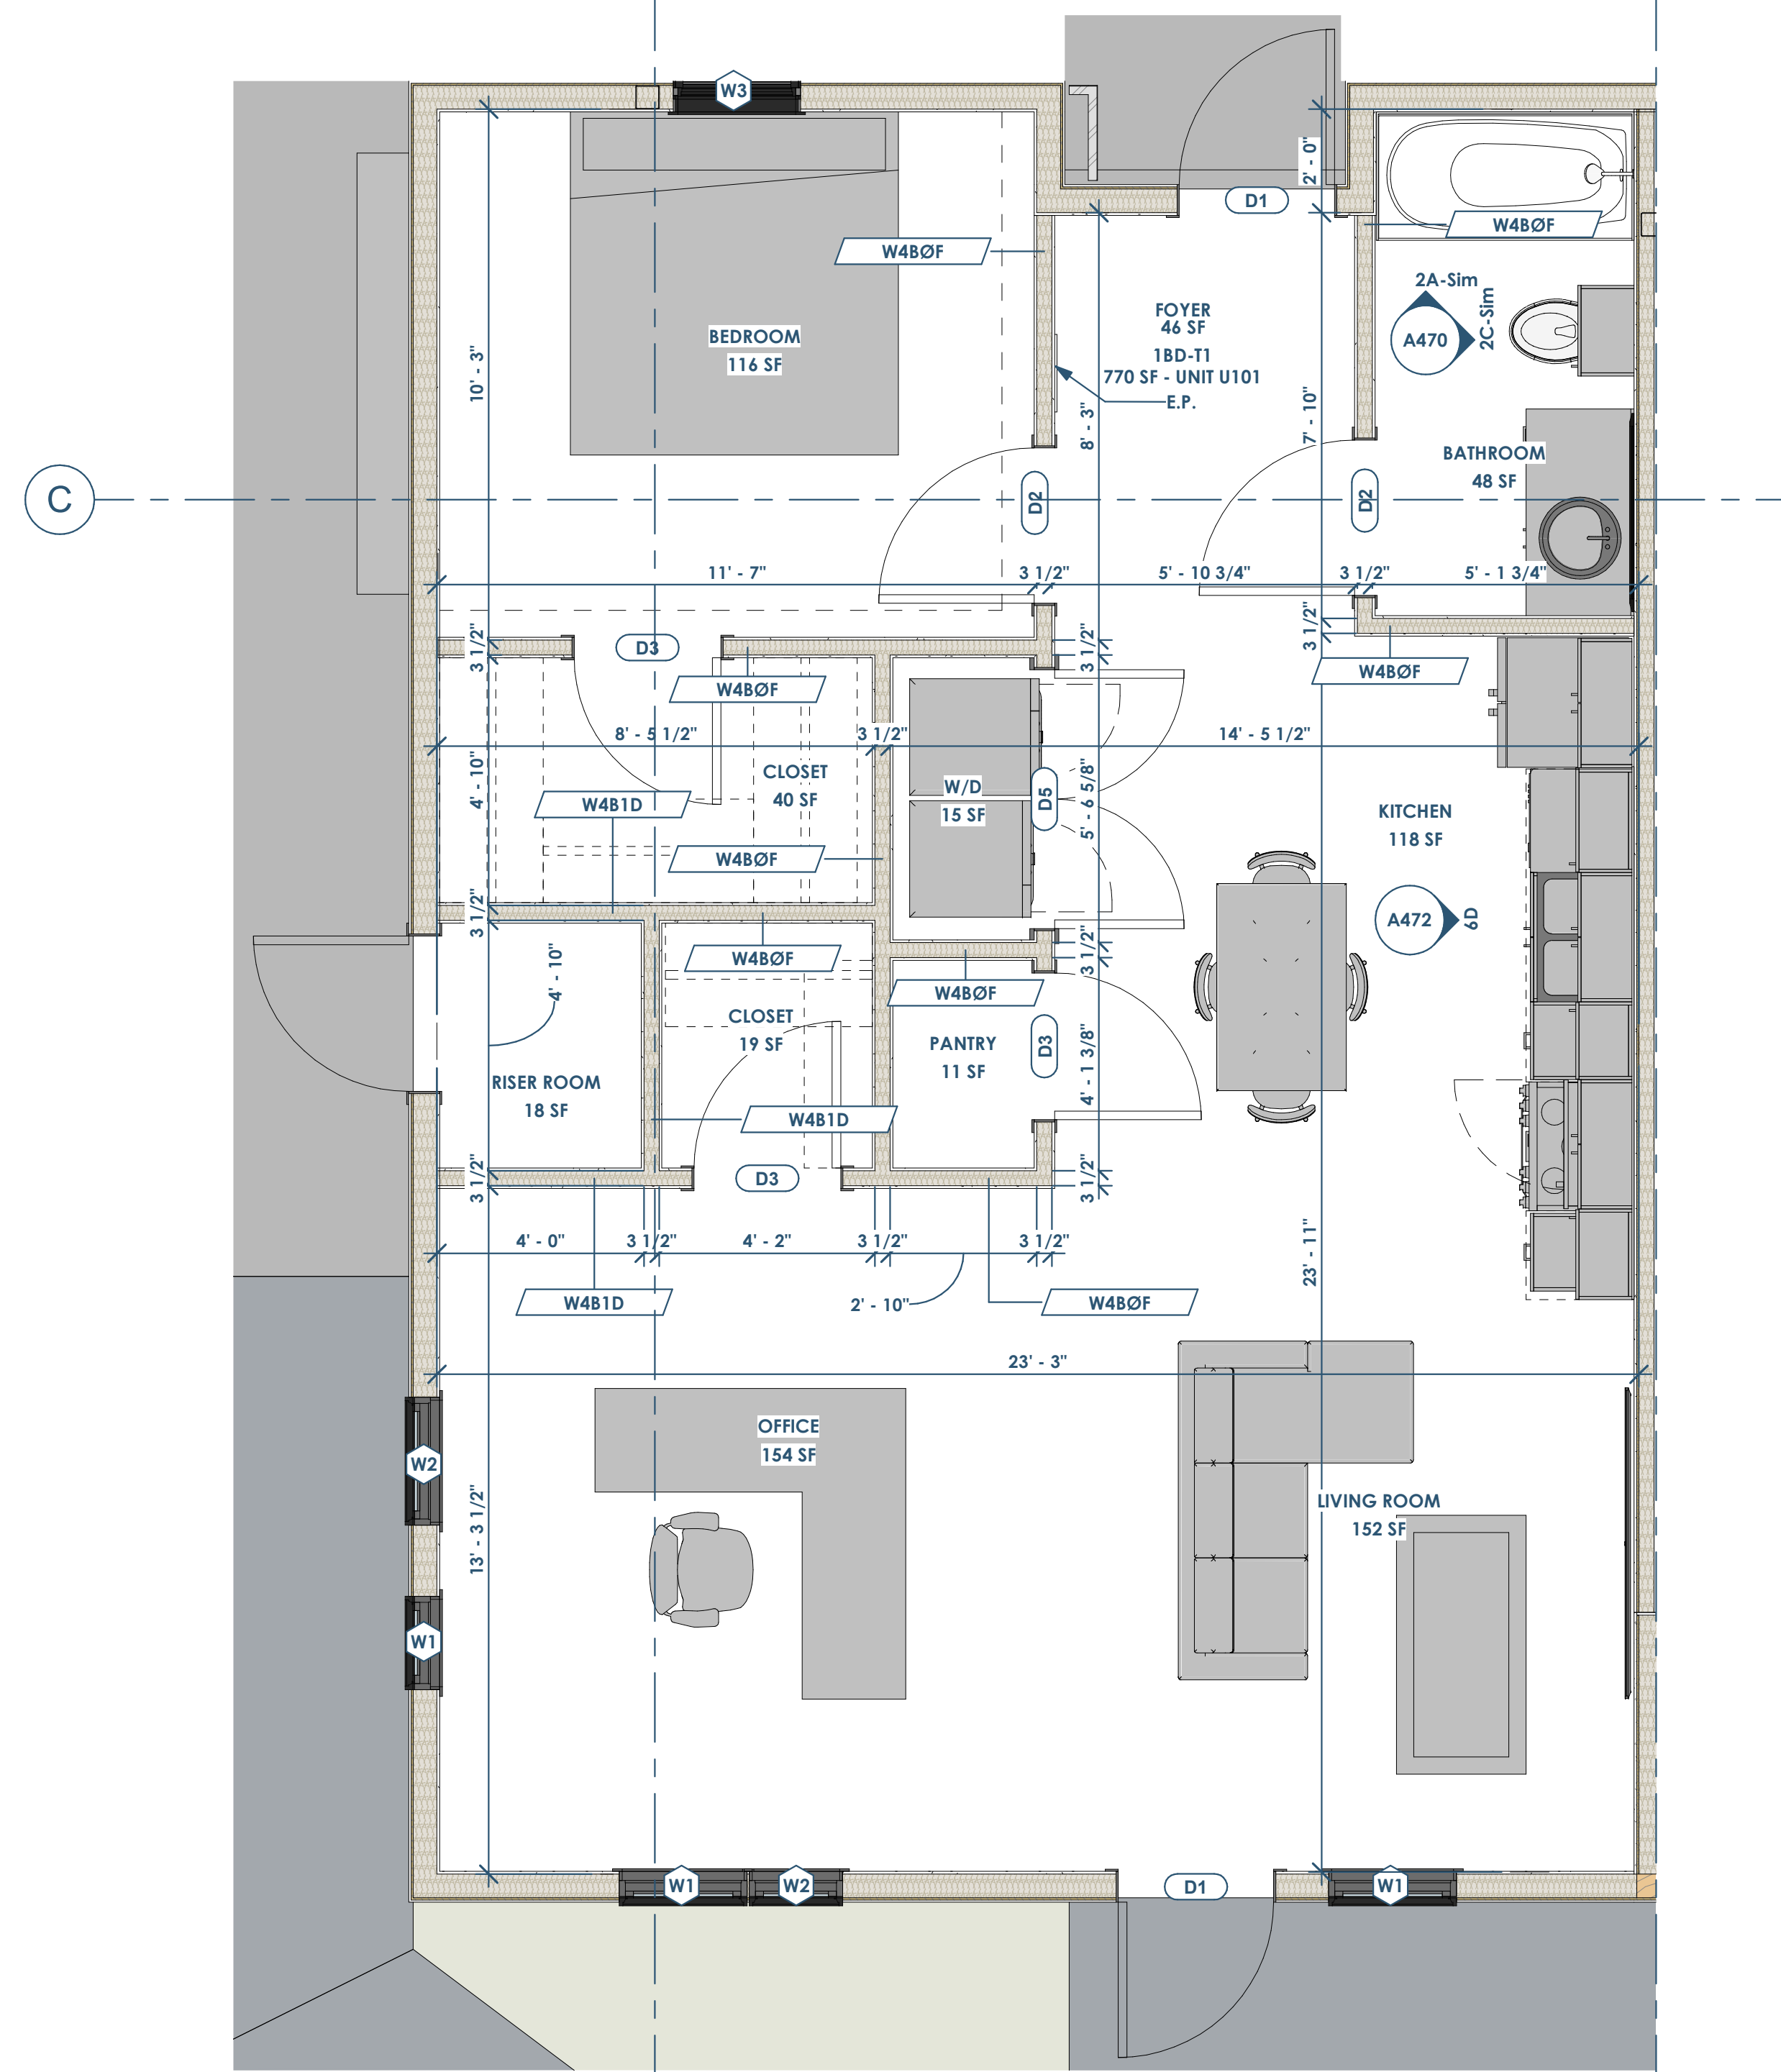 W3
2' - 0"
D1
W4BØF
W4BØF
2A-Sim
2C-Sim
A470
FOYER
46 SF
1BD-T1
770 SF - UNIT U101
E.P.
BEDROOM
116 SF
10' - 3"
8' - 3"
7' - 10"
BATHROOM
48 SF
C
D2
D2
11' - 7"
3 1/2"
5' - 10 3/4"
3 1/2"
5' - 1 3/4"
3 1/2"
D3
3 1/2"
3 1/2"
W4BØF
W4BØF
8' - 5 1/2"
3 1/2"
14' - 5 1/2"
4' - 10"
CLOSET
40 SF
W/D
15 SF
D5
5' - 6 5/8"
W4B1D
KITCHEN
118 SF
W4BØF
3 1/2"
A472
6D
W4BØF
3 1/2"
4' - 10"
W4BØF
CLOSET
19 SF
PANTRY
11 SF
D3
4' - 1 3/8"
RISER ROOM
18 SF
W4B1D
3 1/2"
D3
3 1/2"
4' - 0"
3 1/2"
4' - 2"
3 1/2"
3 1/2"
23' - 11"
W4B1D
2' - 10"
W4BØF
23' - 3"
OFFICE
154 SF
W2
LIVING ROOM
152 SF
13' - 3 1/2"
W1
W1
W2
D1
W1